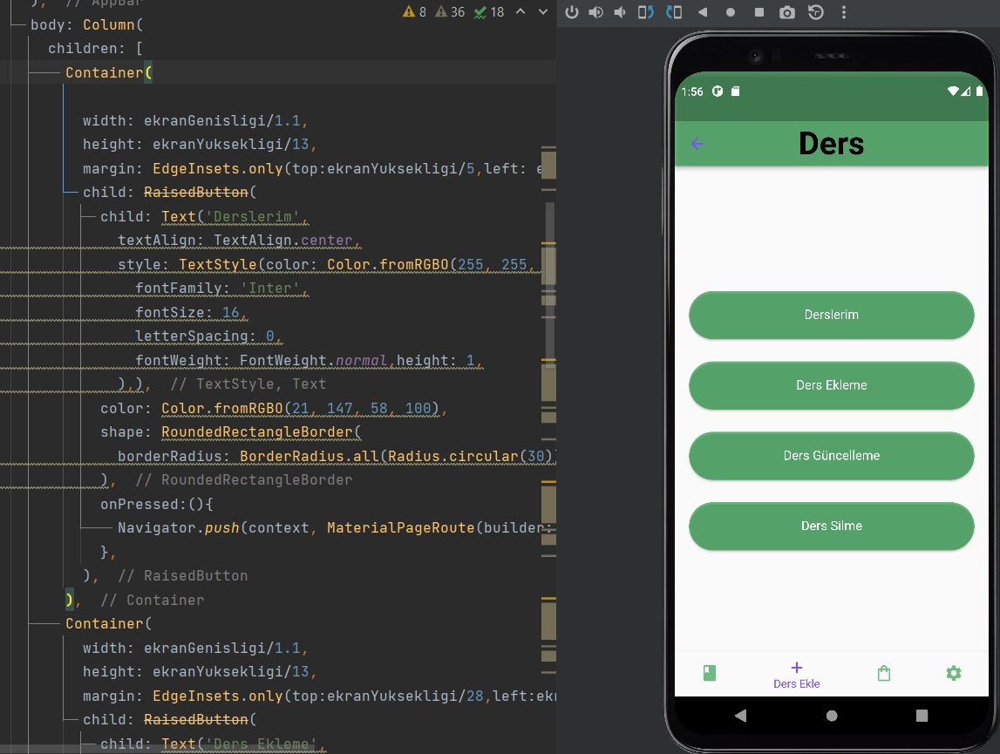 ), // AppBar
8 36 18
body: Column(
children: [
Container(
width: ekranGenisligi/1.1,
height: ekranYuksekligi/13,
margin: EdgeInsets.only(top:ekranYuksekligi/5,left: e
child: RaisedButton(
child: Text('Derslerim',
textAlign: TextAlign.center,
style: TextStyle(color: Color.fromRGBO(255, 255,
fontFamily: 'Inter',
fontSize: 16,
letterSpacing: 0,
fontWeight: FontWeight.normal,height: 1,
),), // TextStyle, Text
color: Color.fromRGBO(21, 147, 58, 100),
shape: RoundedRectangleBorder(
borderRadius: BorderRadius.all(Radius.circular(30)
), // RoundedRectangleBorder
onPressed:(){
Navigator.push(context, MaterialPageRoute(builder:
},
), // RaisedButton
), // Container
Container(
width: ekranGenisligi/1.1,
height: ekranYuksekligi/13,
margin: EdgeInsets.only(top:ekranYuksekligi/28,left:ek
child: RaisedButton(
child: Text('Ders Ekleme',
1:56
Ders
Derslerim
Ders Ekleme
Ders Güncelleme
Ders Silme
Ders Ekle